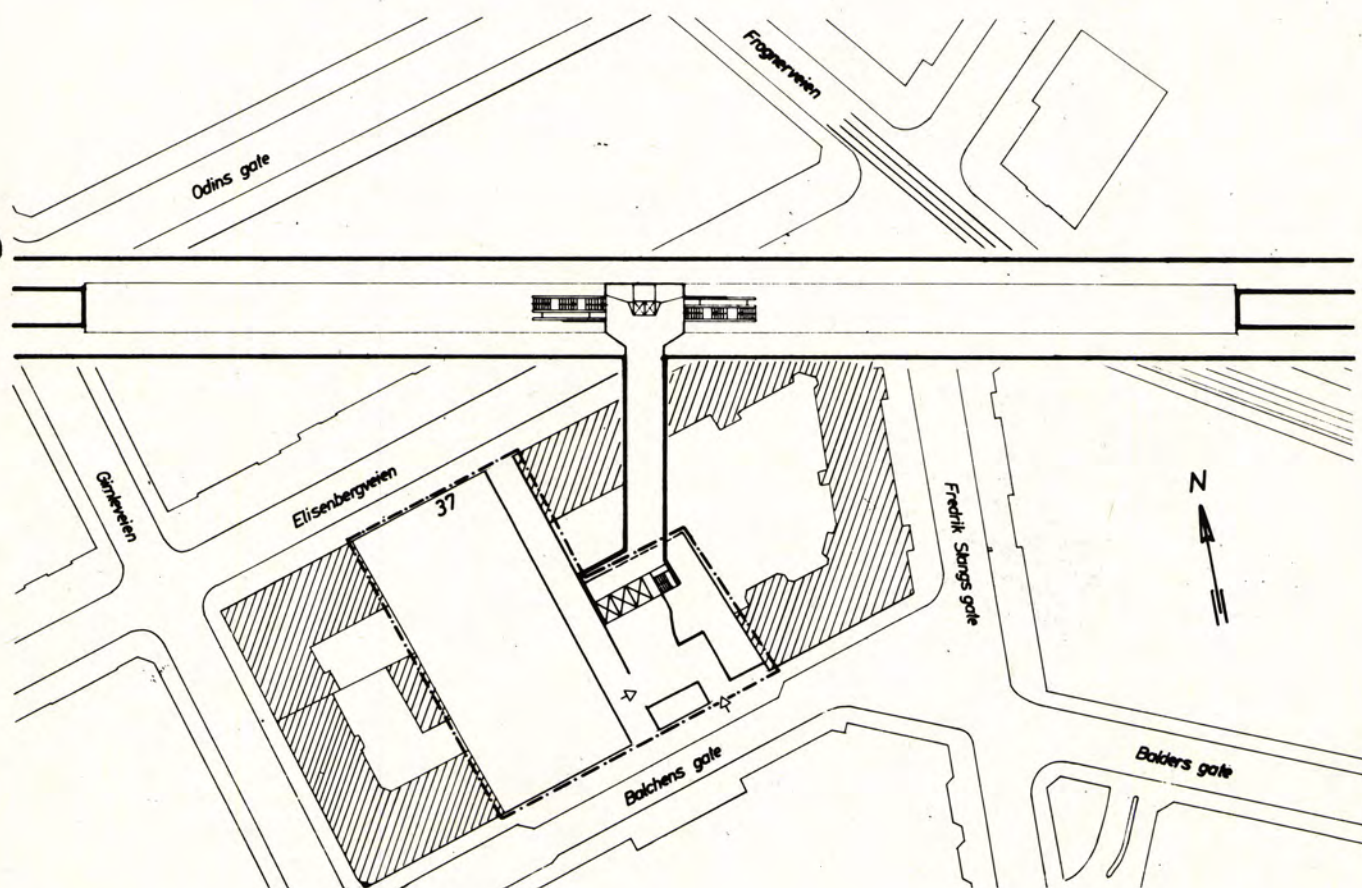 Frognerveien
Odins gate
Gimleveien
Elisenbergveien
37
Fredrik Stangs gate
N
Balchens gate
Balders gate